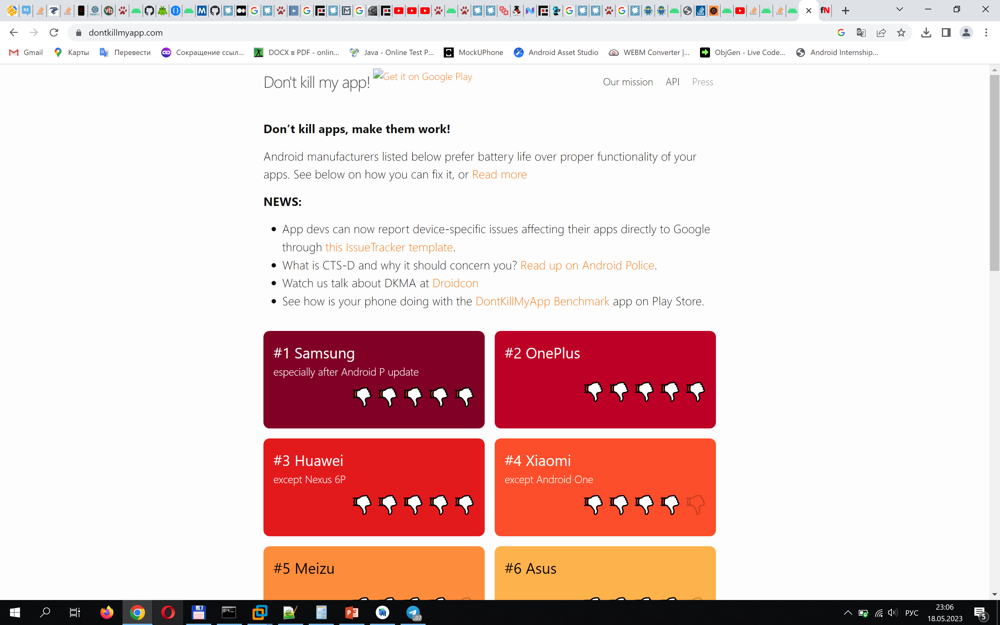 dontkillmyapp.com
Gmail
Карты
Перевести
Сокращение ссыл...
DOCX в PDF - onlin...
Java - Online Test P...
MockUPhone
Android Asset Studio
WEBM Converter |...
ObjGen - Live Code...
Android Internship...
Don't kill my app!
Get it on Google Play
Our mission
API
Press
Don’t kill apps, make them work!
Android manufacturers listed below prefer battery life over proper functionality of your
apps. See below on how you can fix it, or Read more
NEWS:
App devs can now report device-specific issues affecting their apps directly to Google
through this IssueTracker template.
What is CTS-D and why it should concern you? Read up on Android Police.
Watch us talk about DKMA at Droidcon
See how is your phone doing with the DontKillMyApp Benchmark app on Play Store.
#1 Samsung
especially after Android P update
#2 OnePlus
#3 Huawei
except Nexus 6P
#4 Xiaomi
except Android One
#5 Meizu
#6 Asus
РУС
23:06
18.05.2023
5